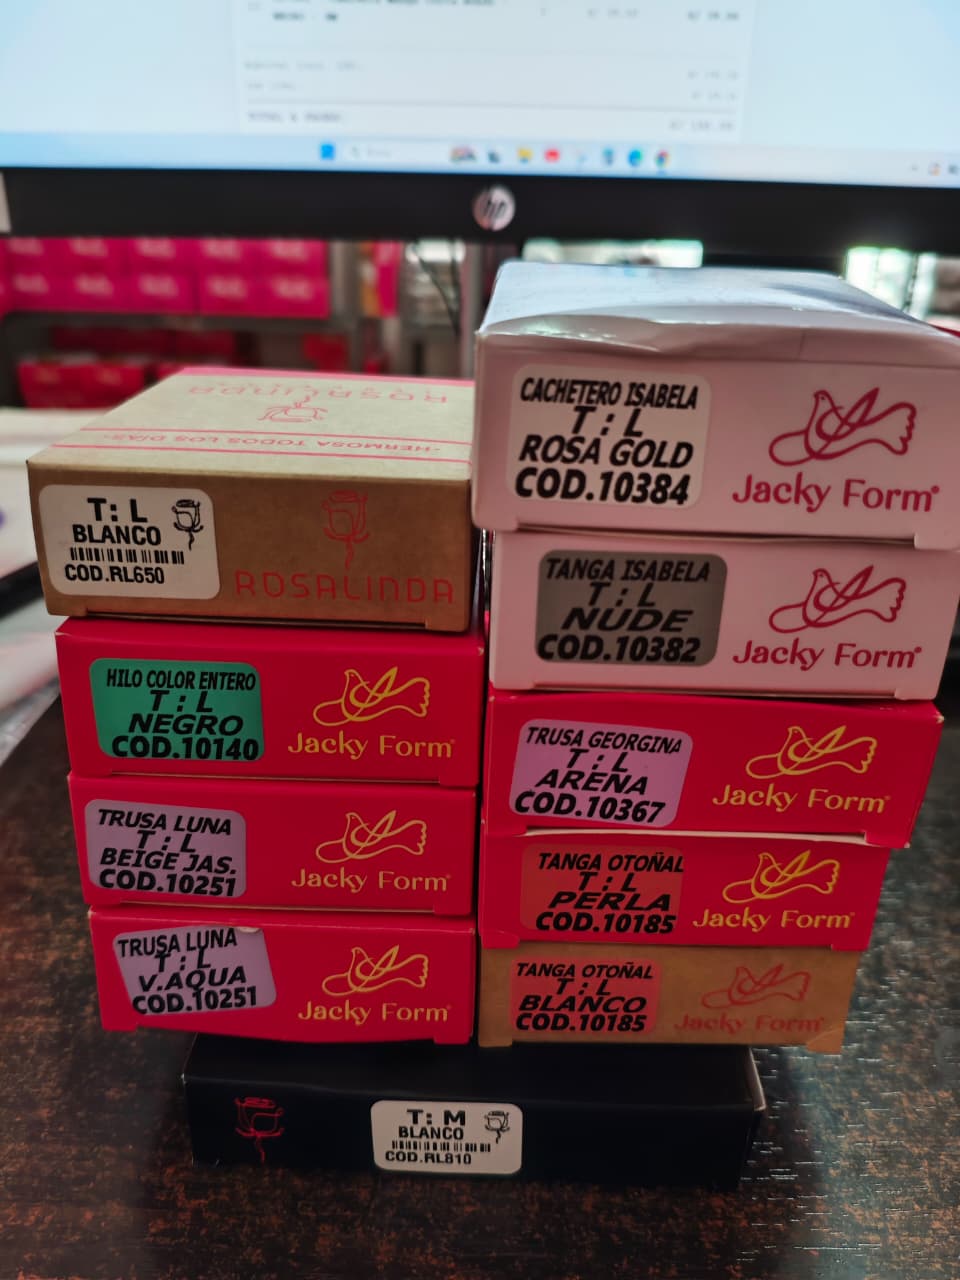 hp
ROSALINDA
-HERMOSA TODOS LOS DÍAS-
T: L
BLANCO
COD.RL650
ROSALINDA
HILO COLOR ENTERO
T : L
NEGRO
COD.10140
Jacky Form®
TRUSA LUNA
T : L
BEIGE JAS.
COD.10251
Jacky Form®
TRUSA LUNA
T : L
V.AQUA
COD.10251
Jacky Form®
CACHETERO ISABELA
T : L
ROSA GOLD
COD.10384
Jacky Form®
TANGA ISABELA
T : L
NUDE
COD.10382
Jacky Form®
TRUSA GEORGINA
T : L
ARENA
COD.10367
Jacky Form®
TANGA OTOÑAL
T : L
PERLA
COD.10185
Jacky Form®
TANGA OTOÑAL
T : L
BLANCO
COD.10185
Jacky Form®
T: M
BLANCO
COD.RL810